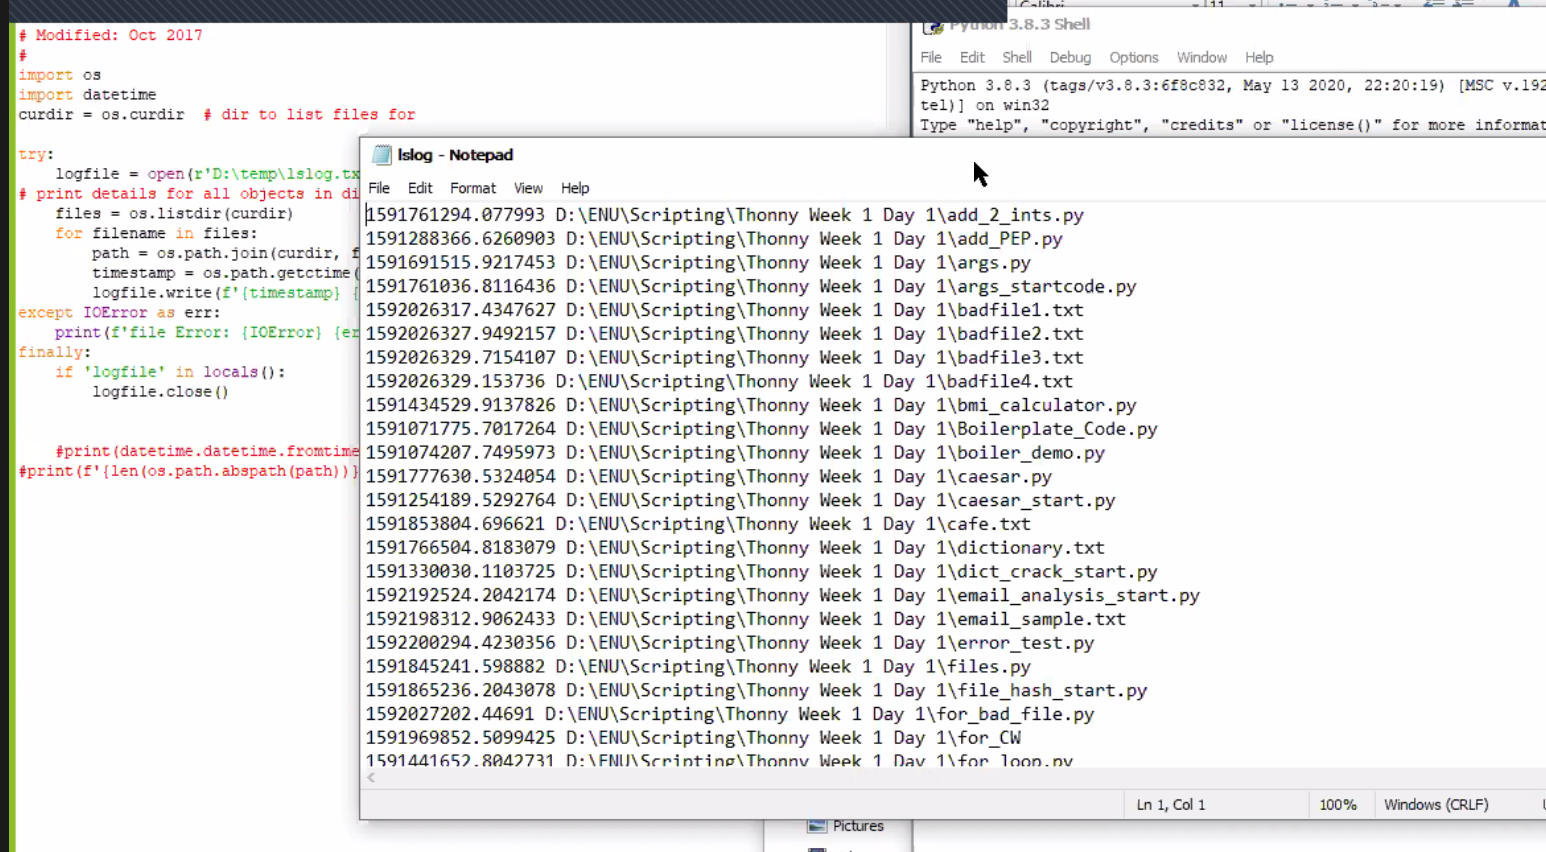 # Modified: Oct 2017
#
import os
import datetime
curdir = os.curdir  # dir to list files for
try:
logfile = open(r'D:\temp\lslog.tx
# print details for all objects in di
files = os.listdir(curdir)
for filename in files:
path = os.path.join(curdir, f
timestamp = os.path.getctime(
logfile.write(f'{timestamp} {
except IOError as err:
print(f'file Error: {IOError} {er
finally:
if 'logfile' in locals():
logfile.close()
#print(datetime.datetime.fromtime
#print(f'{len(os.path.abspath(path))}
Calibri
11
Python 3.8.3 Shell
File Edit Shell Debug Options Window Help
Python 3.8.3 (tags/v3.8.3:6f8c832, May 13 2020, 22:20:19) [MSC v.192
tel)] on win32
Type "help", "copyright", "credits" or "license()" for more informat
lslog - Notepad
File Edit Format View Help
1591761294.077993 D:\ENU\Scripting\Thonny Week 1 Day 1\add_2_ints.py
1591288366.6260903 D:\ENU\Scripting\Thonny Week 1 Day 1\add_PEP.py
1591691515.9217453 D:\ENU\Scripting\Thonny Week 1 Day 1\args.py
1591761036.8116436 D:\ENU\Scripting\Thonny Week 1 Day 1\args_startcode.py
1592026317.4347627 D:\ENU\Scripting\Thonny Week 1 Day 1\badfile1.txt
1592026327.9492157 D:\ENU\Scripting\Thonny Week 1 Day 1\badfile2.txt
1592026329.7154107 D:\ENU\Scripting\Thonny Week 1 Day 1\badfile3.txt
1592026329.153736 D:\ENU\Scripting\Thonny Week 1 Day 1\badfile4.txt
1591434529.9137826 D:\ENU\Scripting\Thonny Week 1 Day 1\bmi_calculator.py
1591071775.7017264 D:\ENU\Scripting\Thonny Week 1 Day 1\Boilerplate_Code.py
1591074207.7495973 D:\ENU\Scripting\Thonny Week 1 Day 1\boiler_demo.py
1591777630.5324054 D:\ENU\Scripting\Thonny Week 1 Day 1\caesar.py
1591254189.5292764 D:\ENU\Scripting\Thonny Week 1 Day 1\caesar_start.py
1591853804.696621 D:\ENU\Scripting\Thonny Week 1 Day 1\cafe.txt
1591766504.8183079 D:\ENU\Scripting\Thonny Week 1 Day 1\dictionary.txt
1591330030.1103725 D:\ENU\Scripting\Thonny Week 1 Day 1\dict_crack_start.py
1592192524.2042174 D:\ENU\Scripting\Thonny Week 1 Day 1\email_analysis_start.py
1592198312.9062433 D:\ENU\Scripting\Thonny Week 1 Day 1\email_sample.txt
1592200294.4230356 D:\ENU\Scripting\Thonny Week 1 Day 1\error_test.py
1591845241.598882 D:\ENU\Scripting\Thonny Week 1 Day 1\files.py
1591865236.2043078 D:\ENU\Scripting\Thonny Week 1 Day 1\file_hash_start.py
1592027202.44691 D:\ENU\Scripting\Thonny Week 1 Day 1\for_bad_file.py
1591969852.5099425 D:\ENU\Scripting\Thonny Week 1 Day 1\for_CW
1591441652.8042731 D:\ENU\Scripting\Thonny Week 1 Day 1\for_loop.py
Ln 1, Col 1 100% Windows (CRLF)
Pictures